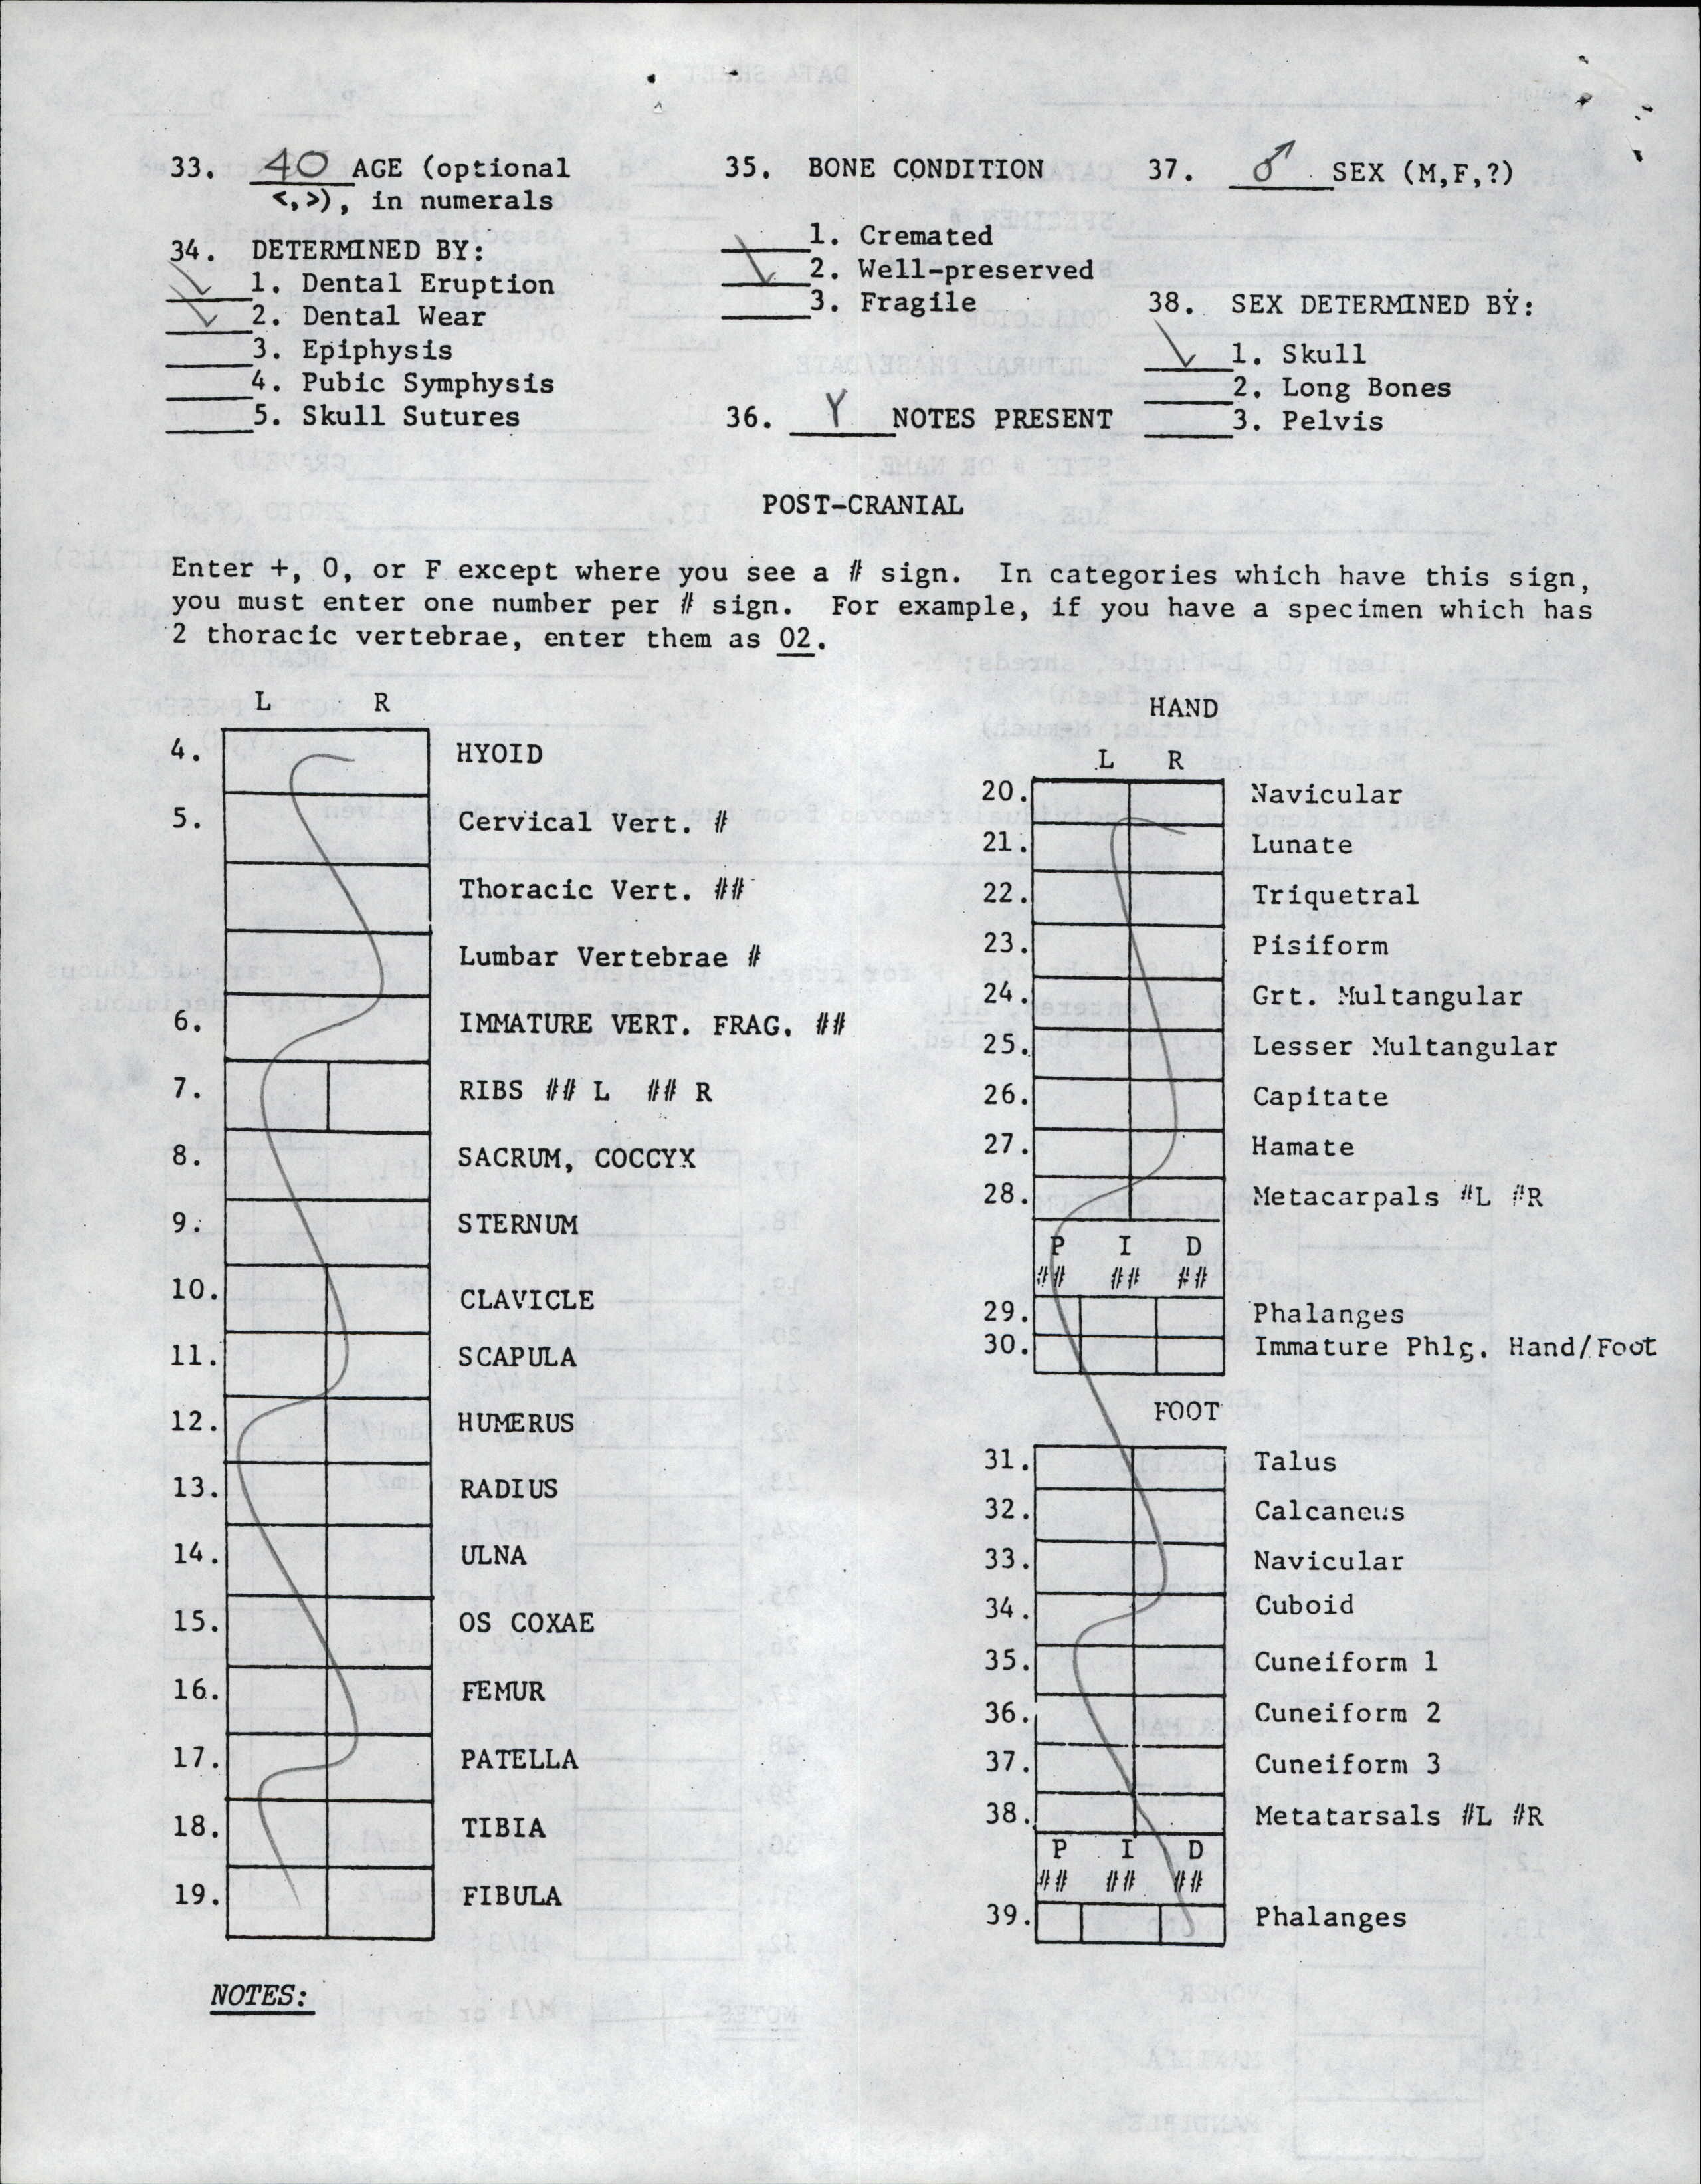 33. 40 AGE (optional
<,>), in numerals
34. DETERMINED BY:
1. Dental Eruption
2. Dental Wear
3. Epiphysis
4. Pubic Symphysis
5. Skull Sutures
35. BONE CONDITION
1. Cremated
2. Well-preserved
3. Fragile
36. Y NOTES PRESENT
37. ♂ SEX (M,F,?)
38. SEX DETERMINED BY:
1. Skull
2. Long Bones
3. Pelvis
POST-CRANIAL
Enter +, 0, or F except where you see a # sign. In categories which have this sign,
you must enter one number per # sign. For example, if you have a specimen which has
2 thoracic vertebrae, enter them as 02.
L R
4. HYOID
5. Cervical Vert. #
Thoracic Vert. ##
Lumbar Vertebrae #
6. IMMATURE VERT. FRAG. ##
7. RIBS ## L ## R
8. SACRUM, COCCYX
9. STERNUM
10. CLAVICLE
11. SCAPULA
12. HUMERUS
13. RADIUS
14. ULNA
15. OS COXAE
16. FEMUR
17. PATELLA
18. TIBIA
19. FIBULA
HAND
L R
20. Navicular
21. Lunate
22. Triquetral
23. Pisiform
24. Grt. Multangular
25. Lesser Multangular
26. Capitate
27. Hamate
28. Metacarpals #L #R
P I D
## ## ##
29. Phalanges
30. Immature Phlg. Hand/Foot
FOOT
31. Talus
32. Calcaneus
33. Navicular
34. Cuboid
35. Cuneiform 1
36. Cuneiform 2
37. Cuneiform 3
38. Metatarsals #L #R
P I D
## ## ##
39. Phalanges
NOTES: